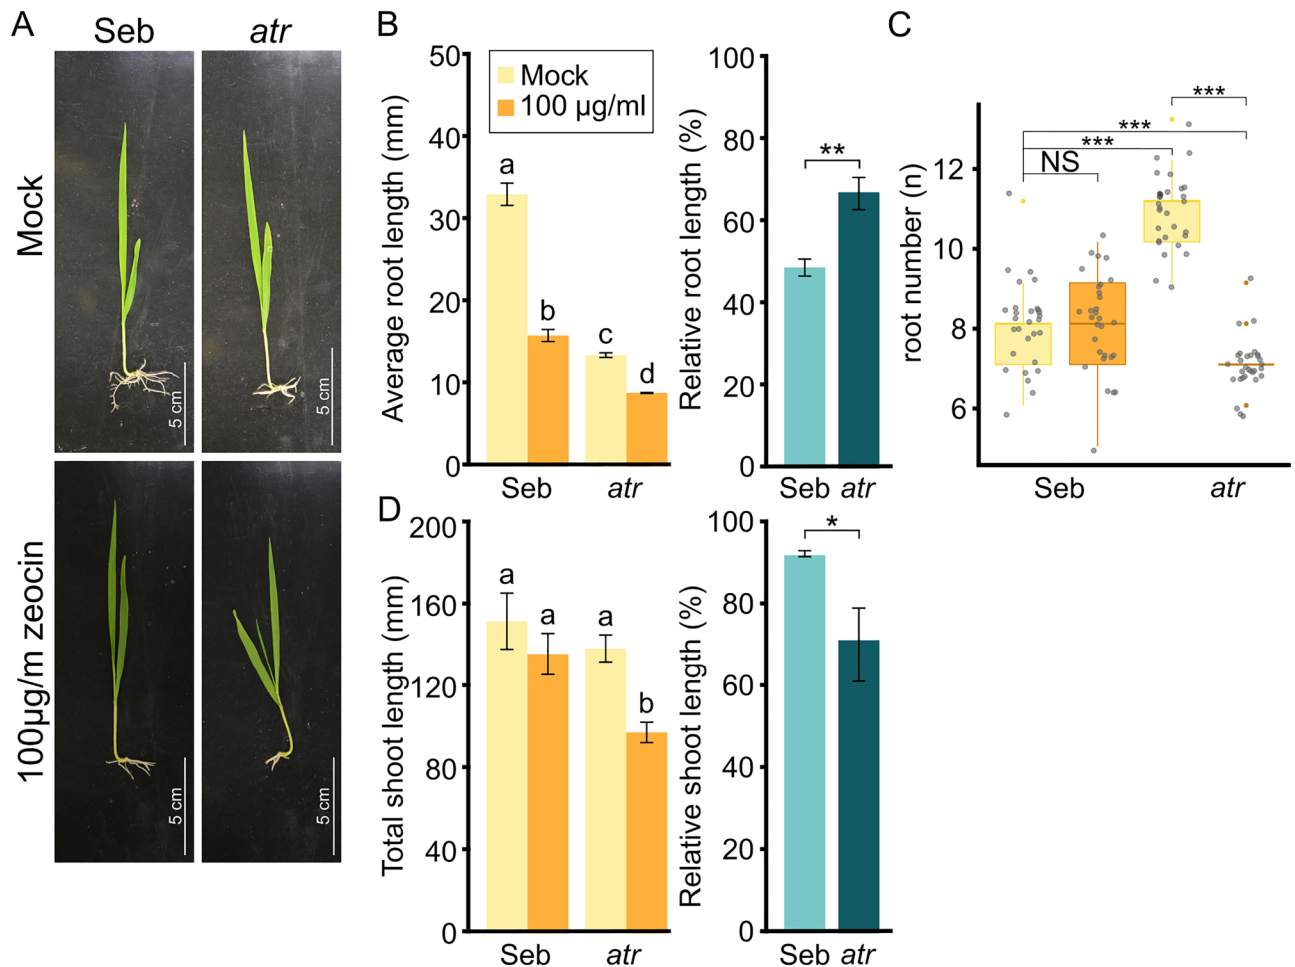 A
Seb
atr
Mock
5 cm
5 cm
100µg/m zeocin
5 cm
5 cm
B
Average root length (mm)
50
40
30
20
10
0
Mock
100 µg/ml
a
b
c
d
Seb
atr
Relative root length (%)
100
80
60
40
20
0
**
Seb
atr
C
root number (n)
12
10
8
6
***
***
***
NS
Seb
atr
D
Total shoot length (mm)
200
160
120
80
40
0
a
a
a
b
Seb
atr
Relative shoot length (%)
100
80
60
40
20
0
*
Seb
atr